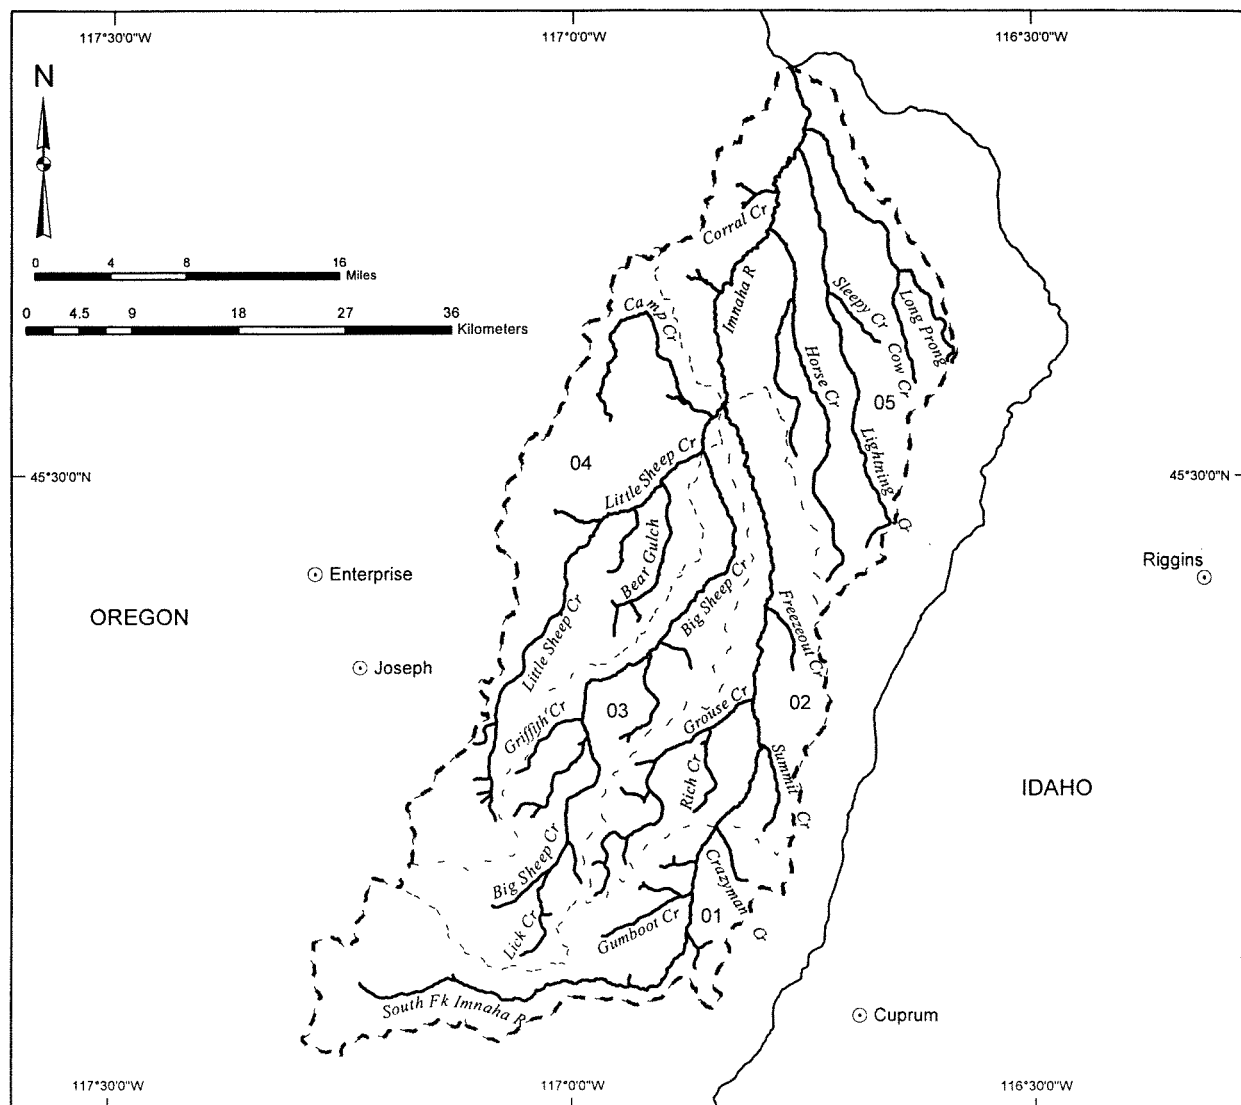 117°30'0"W
117°0'0"W
116°30'0"W
N
0 4 8 16
Miles
0 4.5 9 18 27 36
Kilometers
Corral Cr
Imnaha R
Camp Cr
Sleepy Cr
Long Prong
Cow Cr
Horse Cr
05
Lightning Cr
45°30'0"N
45°30'0"N
04
Little Sheep Cr
Bear Gulch
Big Sheep Cr
Freezeout Cr
Enterprise
Riggins
OREGON
Joseph
Little Sheep Cr
Griffith Cr
03
Grouse Cr
02
Rich Cr
Summit Cr
IDAHO
Big Sheep Cr
Lick Cr
Gumboot Cr
01
Crazyman Cr
South Fk Imnaha R
Cuprum
117°30'0"W
117°0'0"W
116°30'0"W